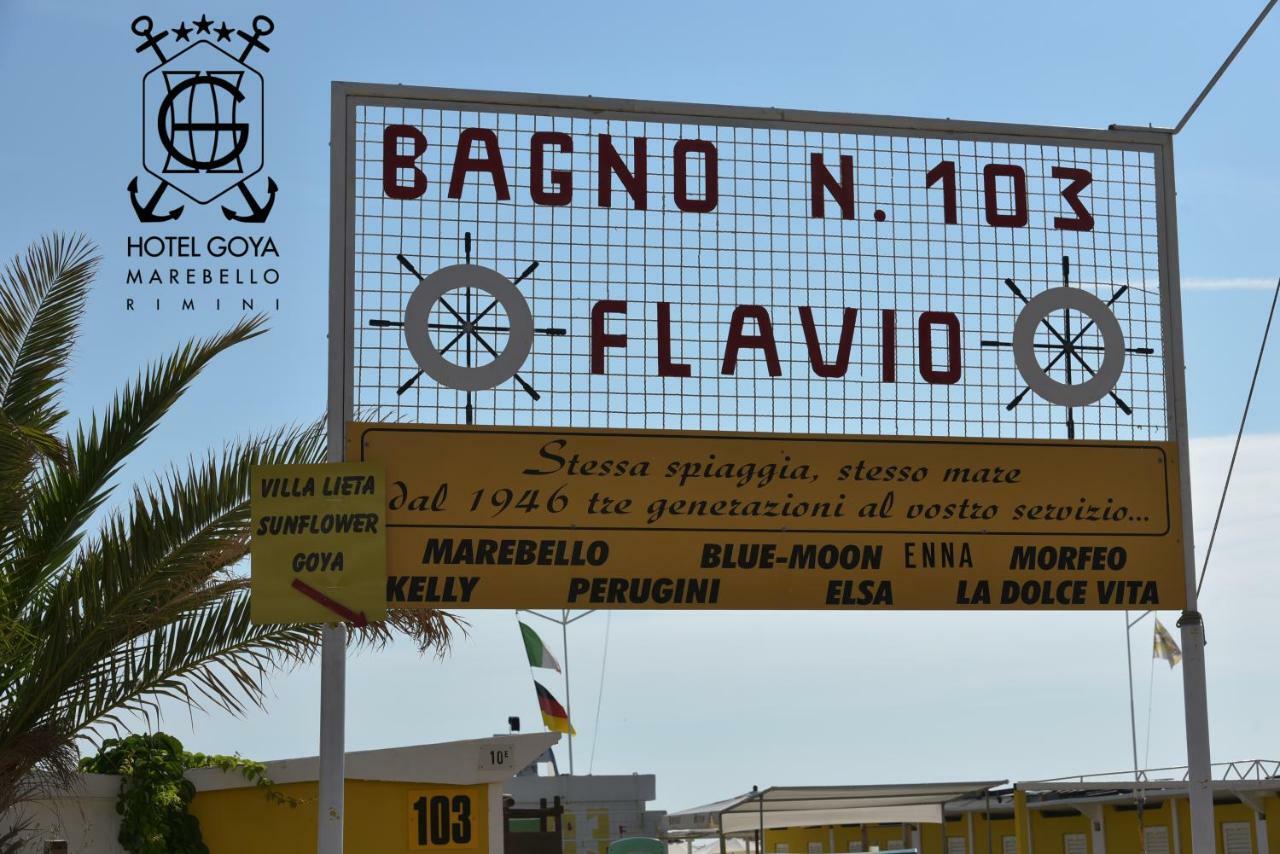 HOTEL GOYA
MAREBELLO
RIMINI
BAGNO N. 103
FLAVIO
Stessa spiaggia, stesso mare
dal 1946 tre generazioni al vostro servizio...
MAREBELLO BLUE-MOON ENNA MORFEO
KELLY PERUGINI ELSA LA DOLCE VITA
VILLA LIETA
SUNFLOWER
GOYA
10E
103